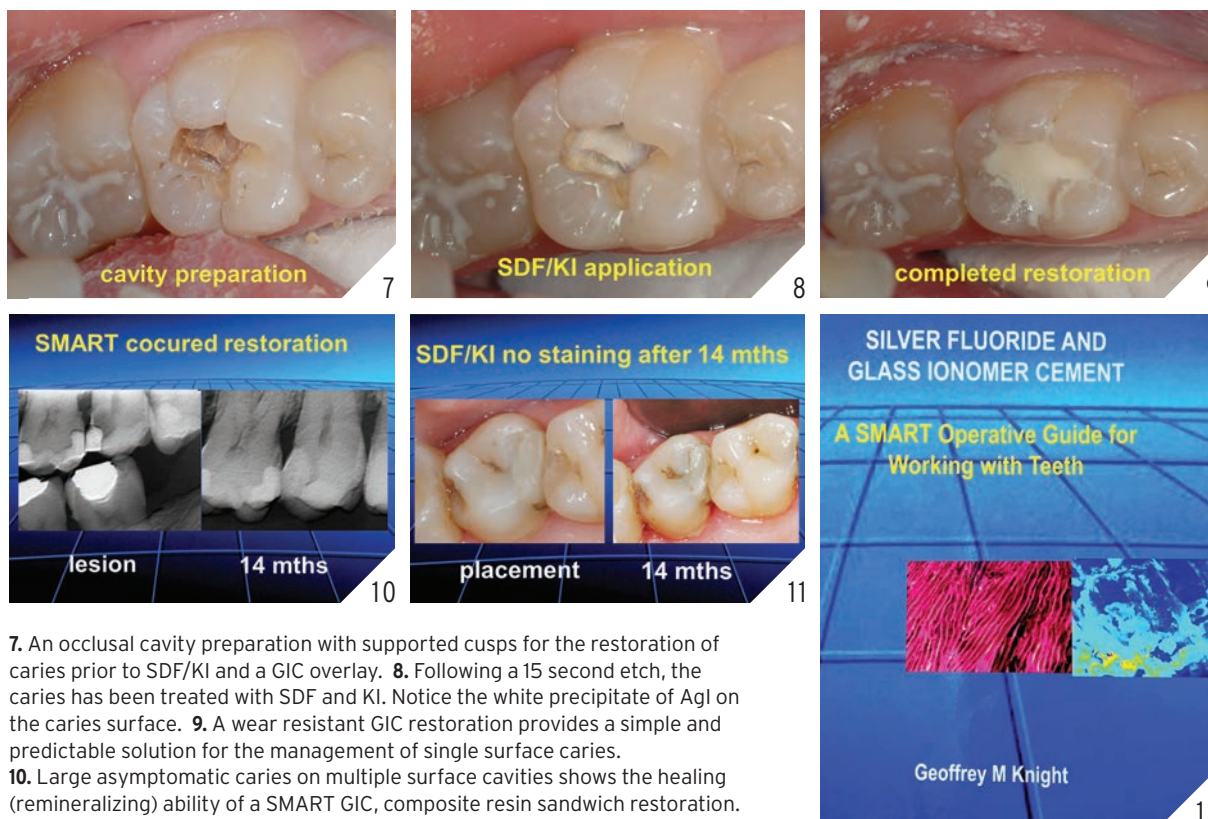 cavity preparation
7
SDF/KI application
8
completed restoration
SMART cocured restoration
lesion
14 mths
10
SDF/KI no staining after 14 mths
placement
14 mths
11
SILVER FLUORIDE AND
GLASS IONOMER CEMENT
A SMART Operative Guide for
Working with Teeth
Geoffrey M Knight
1
7. An occlusal cavity preparation with supported cusps for the restoration of
caries prior to SDF/KI and a GIC overlay. 8. Following a 15 second etch, the
caries has been treated with SDF and KI. Notice the white precipitate of AgI on
the caries surface. 9. A wear resistant GIC restoration provides a simple and
predictable solution for the management of single surface caries.
10. Large asymptomatic caries on multiple surface cavities shows the healing
(remineralizing) ability of a SMART GIC, composite resin sandwich restoration.